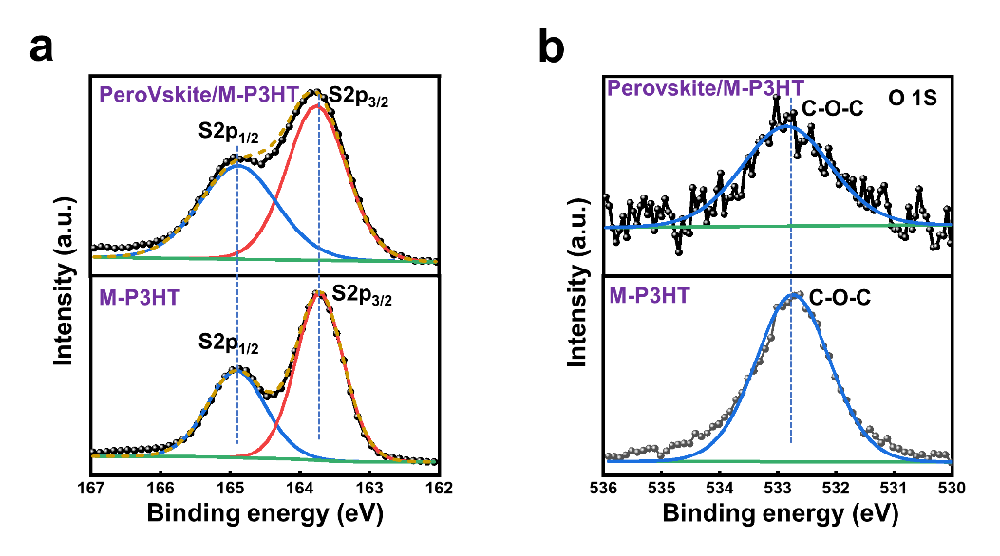 a
PeroVskite/M-P3HT
S2p3/2
S2p1/2
M-P3HT
S2p3/2
S2p1/2
Intensity (a.u.)
167 166 165 164 163 162
Binding energy (eV)
b
Perovskite/M-P3HT
O 1S
C-O-C
M-P3HT
C-O-C
Intensity (a.u.)
536 535 534 533 532 531 530
Binding energy (eV)